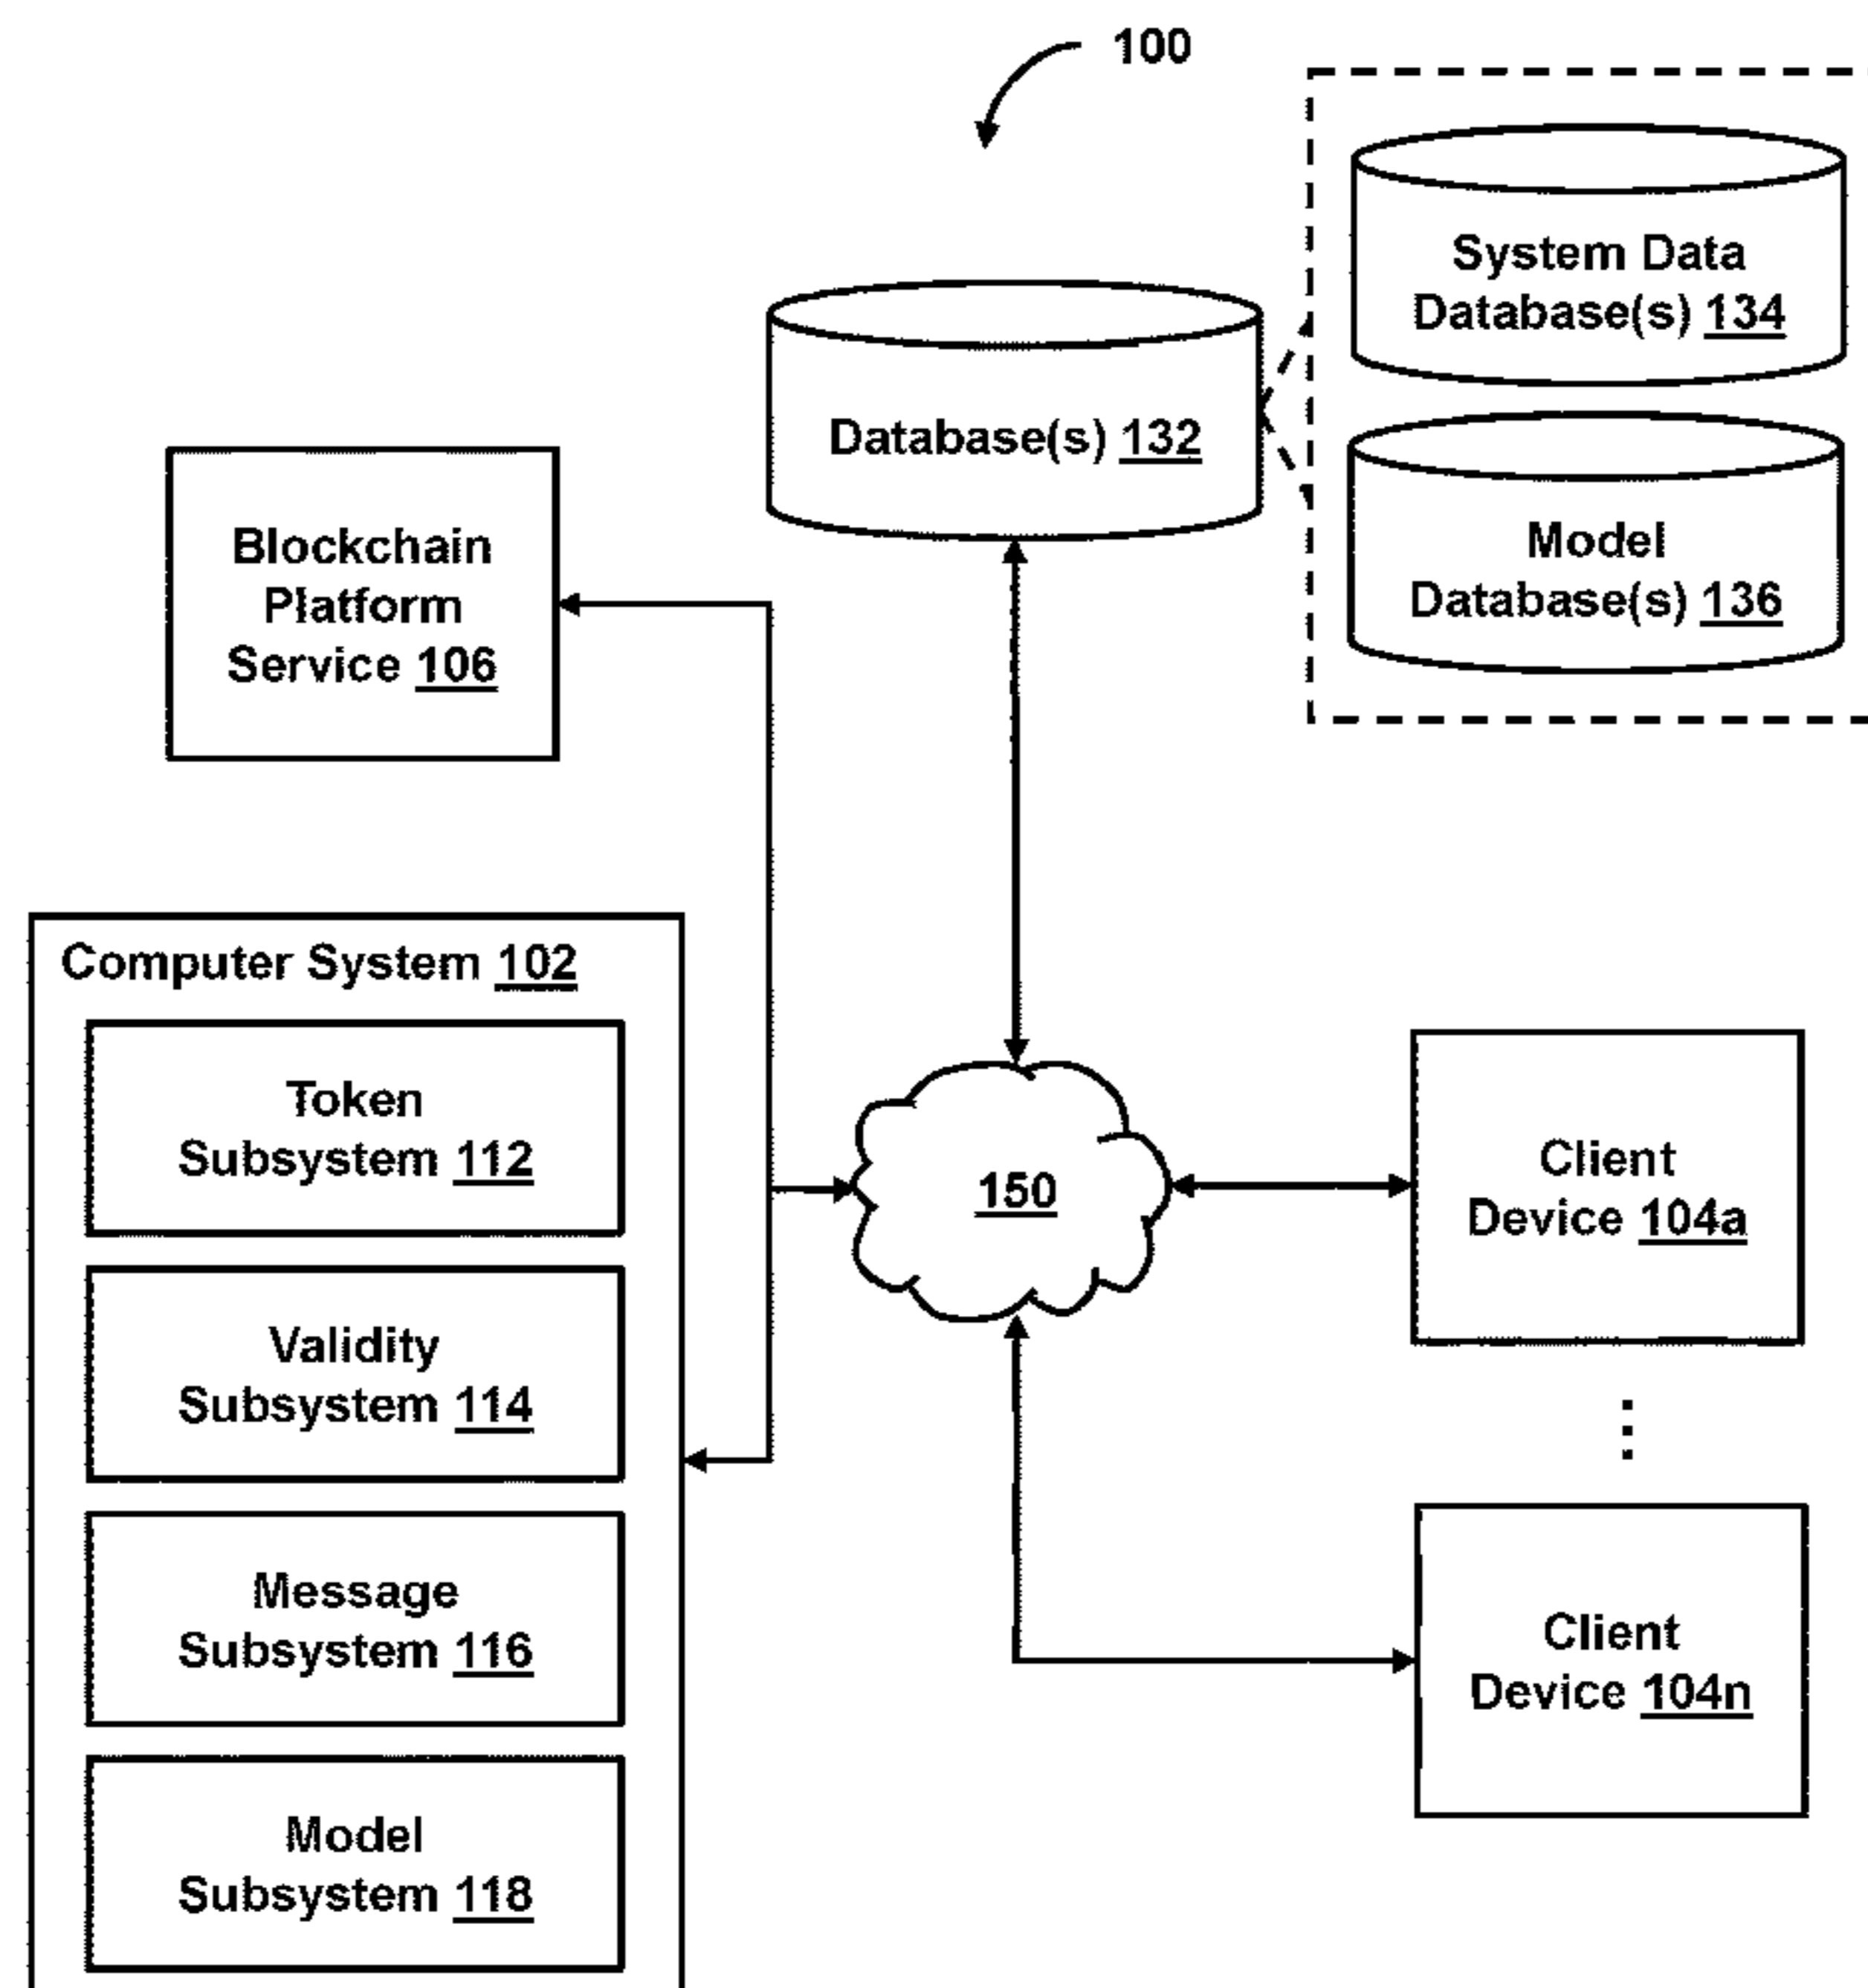 100
System Data
Database(s) 134
Database(s) 132
Model
Database(s) 136
Blockchain
Platform
Service 106
Computer System 102
Token
Subsystem 112
Validity
Subsystem 114
Message
Subsystem 116
Model
Subsystem 118
150
Client
Device 104a
⋮
Client
Device 104n